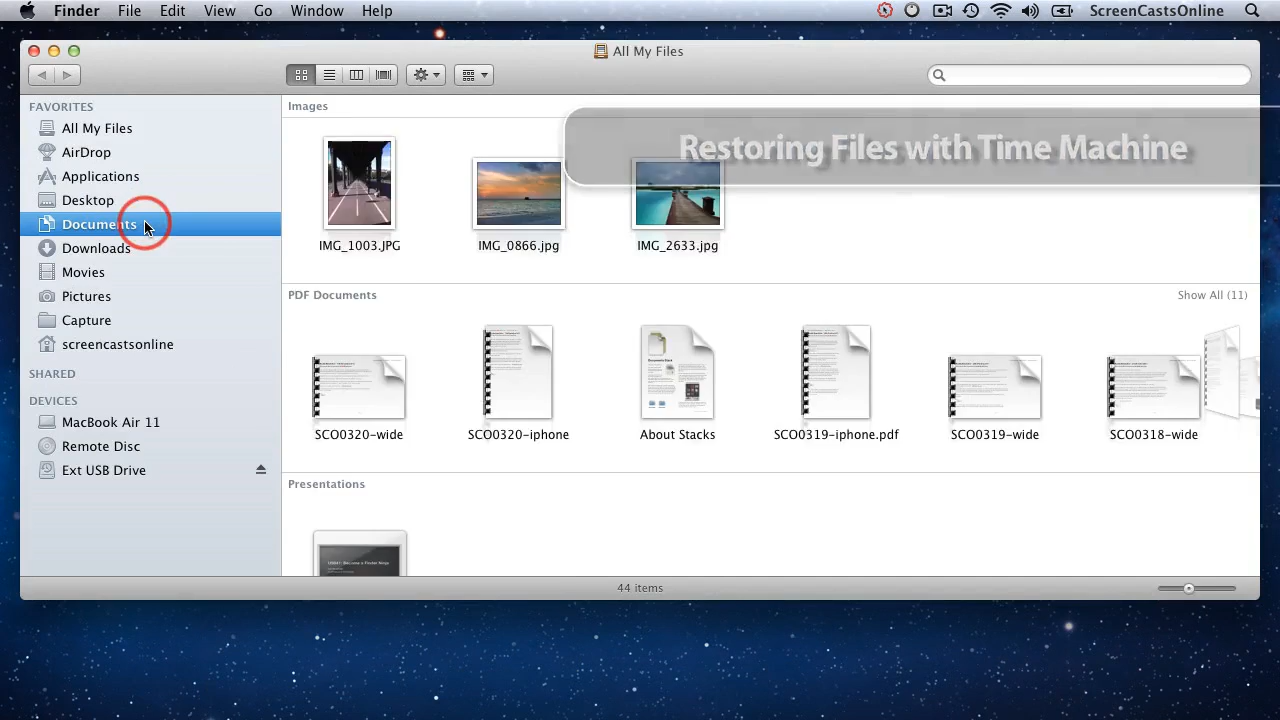 Finder File Edit View Go Window Help ScreenCastsOnline
All My Files
FAVORITES
All My Files
AirDrop
Applications
Desktop
Documents
Downloads
Movies
Pictures
Capture
screencastsonline
SHARED
DEVICES
MacBook Air 11
Remote Disc
Ext USB Drive
Images
Restoring Files with Time Machine
IMG_1003.JPG IMG_0866.jpg IMG_2633.jpg
PDF Documents Show All (11)
SCO0320-wide SCO0320-iphone About Stacks SCO0319-iphone.pdf SCO0319-wide SCO0318-wide
Presentations
44 items